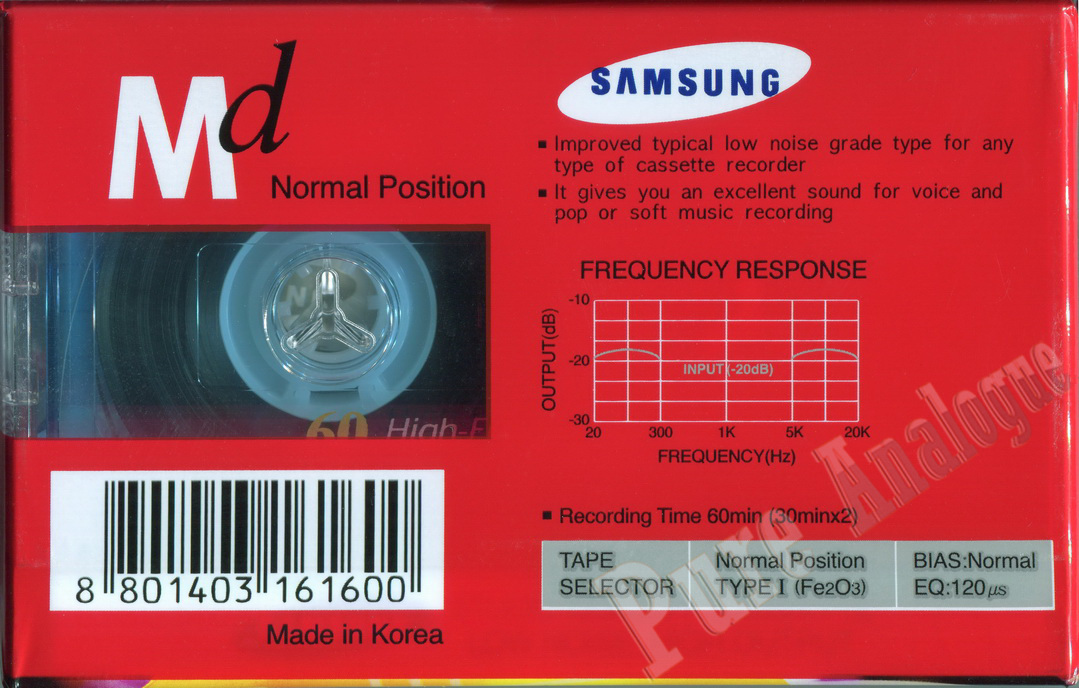 Md
Normal Position
SAMSUNG
▪ Improved typical low noise grade type for any
type of cassette recorder
▪ It gives you an excellent sound for voice and
pop or soft music recording
FREQUENCY RESPONSE
OUTPUT(dB)
-10
-20
-30
INPUT (-20dB)
20 300 1K 5K 20K
FREQUENCY(Hz)
60 High-
▪ Recording Time 60min (30minx2)
TAPE SELECTOR
Normal Position
TYPE I (Fe2O3)
BIAS:Normal
EQ:120µs
8 801403 161600
Made in Korea
Pure Analogue